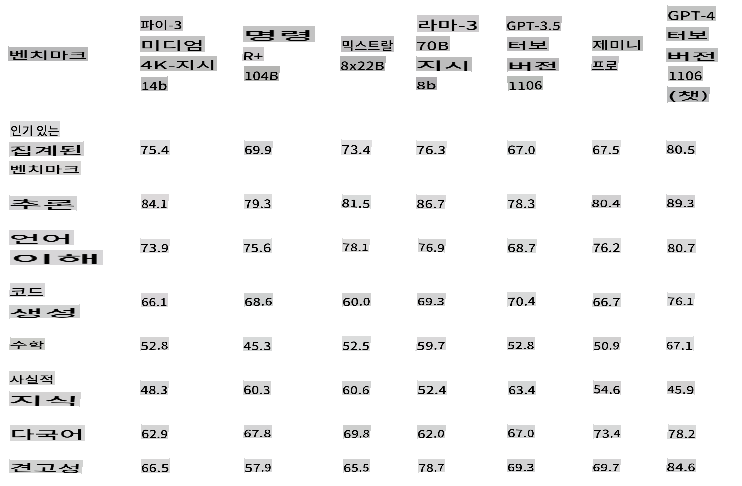 벤치마크 파이-3 미디엄 4K-지시 14b 명령 R+ 104B 믹스트랄 8x22B 라마-3 70B 지시 8b GPT-3.5 터보 버전 1106 제미니 프로 GPT-4 터보 버전 1106 (챗)
인기 있는 집계된 벤치마크 75.4 69.9 73.4 76.3 67.0 67.5 80.5
추론 84.1 79.3 81.5 86.7 78.3 80.4 89.3
언어 이해 73.9 75.6 78.1 76.9 68.7 76.2 80.7
코드 생성 66.1 68.6 60.0 69.3 70.4 66.7 76.1
수학 52.8 45.3 52.5 59.7 52.8 50.9 67.1
사실적 지식 48.3 60.3 60.6 52.4 63.4 54.6 45.9
다국어 62.9 67.8 69.8 62.0 67.0 73.4 78.2
견고성 66.5 57.9 65.5 78.7 69.3 69.7 84.6